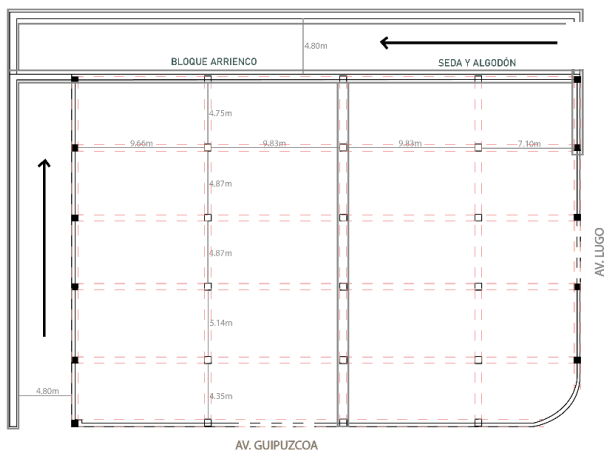 4.80m
BLOQUE ARRIENCO
SEDA Y ALGODÓN
4.75m
9.66m
9.83m
9.83m
7.10m
4.87m
4.87m
AV. LUGO
5.14m
4.80m
4.35m
AV. GUIPUZCOA